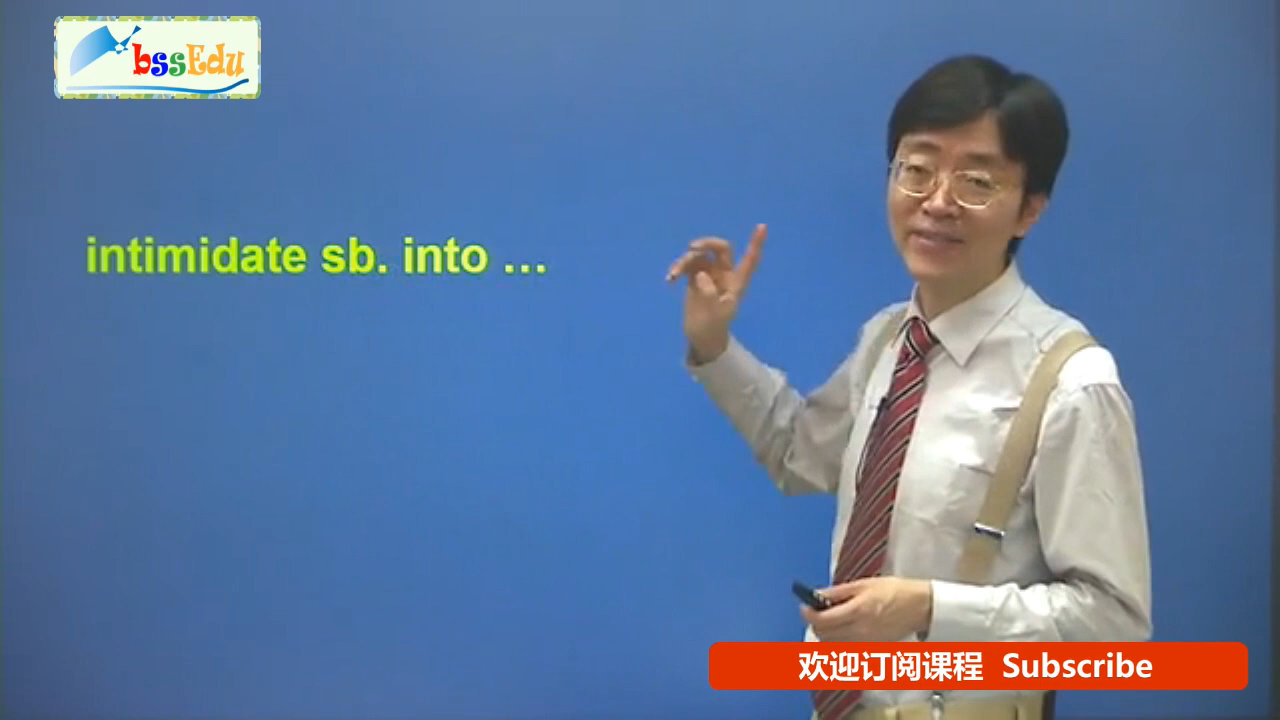 bssEdu
intimidate sb. into …
欢迎订阅课程 Subscribe